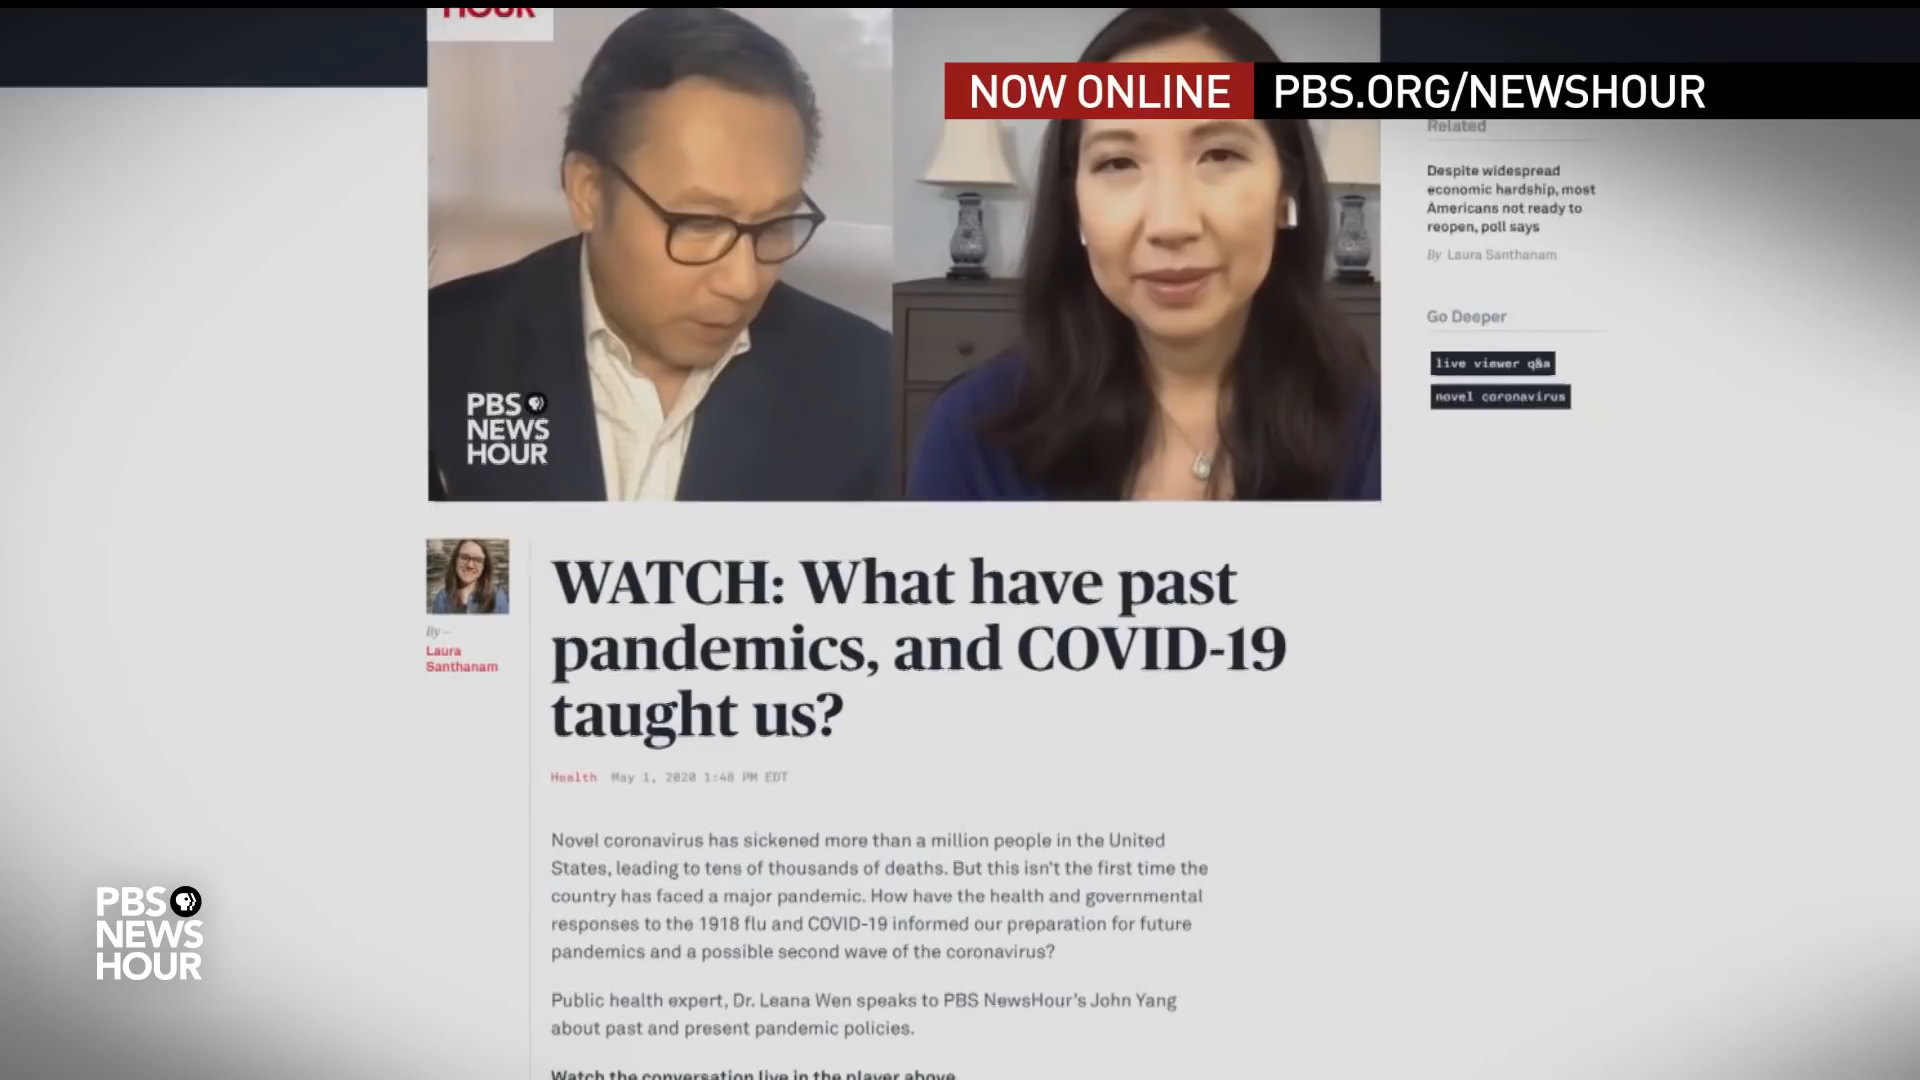 HOUR
NOW ONLINE PBS.ORG/NEWSHOUR
PBS
NEWS
HOUR
Related
Despite widespread
economic hardship, most
Americans not ready to
reopen, poll says
By Laura Santhanam
Go Deeper
live viewer q&a
novel coronavirus
By –
Laura
Santhanam
WATCH: What have past
pandemics, and COVID-19
taught us?
Health May 1, 2020 1:48 PM EDT
Novel coronavirus has sickened more than a million people in the United
States, leading to tens of thousands of deaths. But this isn't the first time the
country has faced a major pandemic. How have the health and governmental
responses to the 1918 flu and COVID-19 informed our preparation for future
pandemics and a possible second wave of the coronavirus?
Public health expert, Dr. Leana Wen speaks to PBS NewsHour's John Yang
about past and present pandemic policies.
Watch the conversation live in the player above.
PBS
NEWS
HOUR